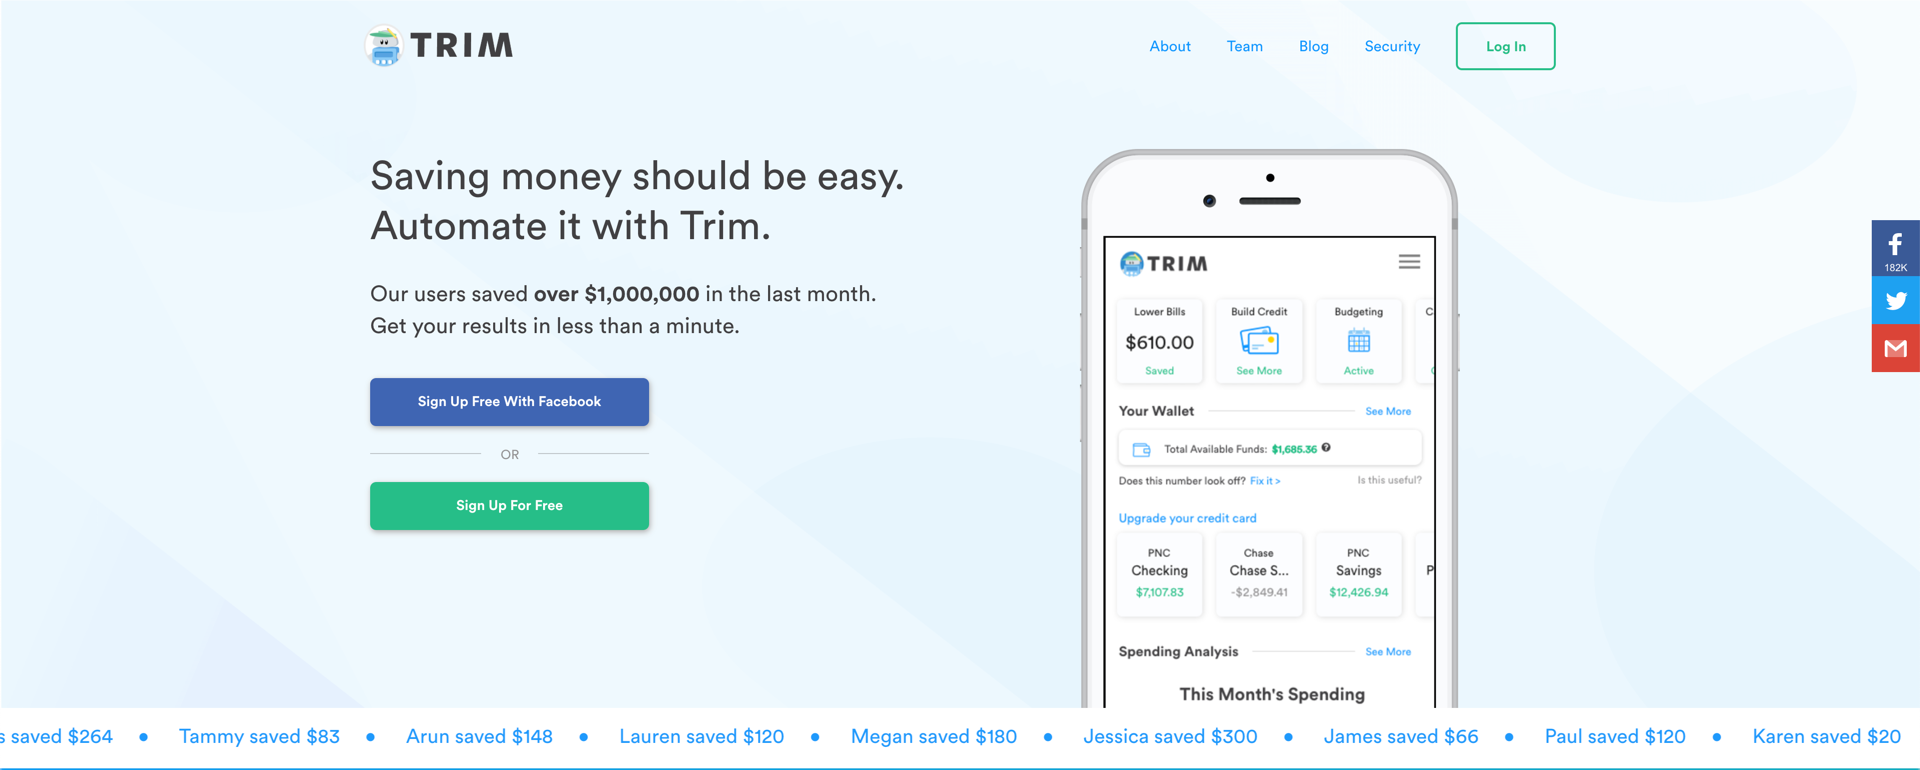 TRIM
About
Team
Blog
Security
Log In
Saving money should be easy.
Automate it with Trim.
Our users saved over $1,000,000 in the last month.
Get your results in less than a minute.
Sign Up Free With Facebook
OR
Sign Up For Free
TRIM
Lower Bills
$610.00
Saved
Build Credit
See More
Budgeting
Active
C
Your Wallet
See More
Total Available Funds: $1,685.36 ?
Does this number look off? Fix it >
Is this useful?
Upgrade your credit card
PNC
Checking
$7,107.83
Chase
Chase S...
-$2,849.41
PNC
Savings
$12,426.94
P
Spending Analysis
See More
This Month's Spending
182K
s saved $264 • Tammy saved $83 • Arun saved $148 • Lauren saved $120 • Megan saved $180 • Jessica saved $300 • James saved $66 • Paul saved $120 • Karen saved $20